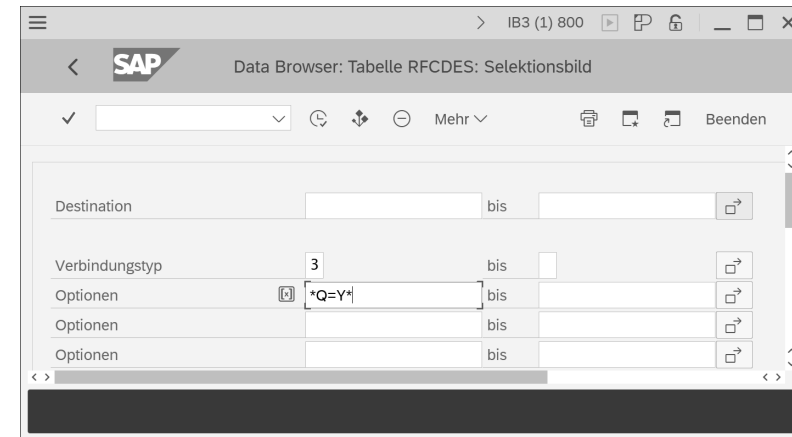 IB3 (1) 800
SAP Data Browser: Tabelle RFCDES: Selektionsbild
Mehr Beenden
Destination bis
Verbindungstyp 3 bis
Optionen *Q=Y* bis
Optionen bis
Optionen bis